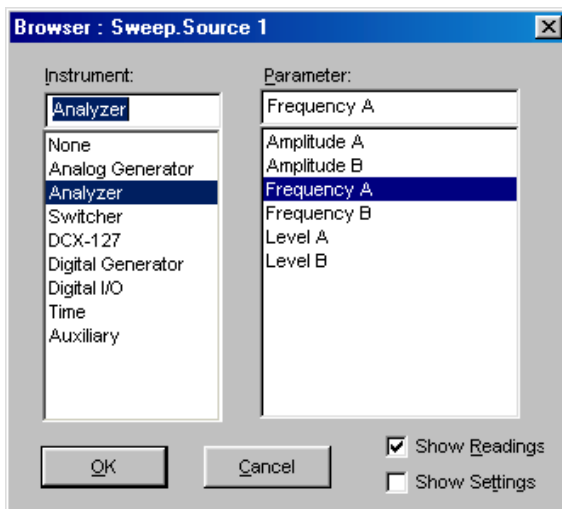 Browser : Sweep.Source 1
Instrument:
Analyzer
None
Analog Generator
Analyzer
Switcher
DCX-127
Digital Generator
Digital I/O
Time
Auxiliary
Parameter:
Frequency A
Amplitude A
Amplitude B
Frequency A
Frequency B
Level A
Level B
OK
Cancel
Show Readings
Show Settings